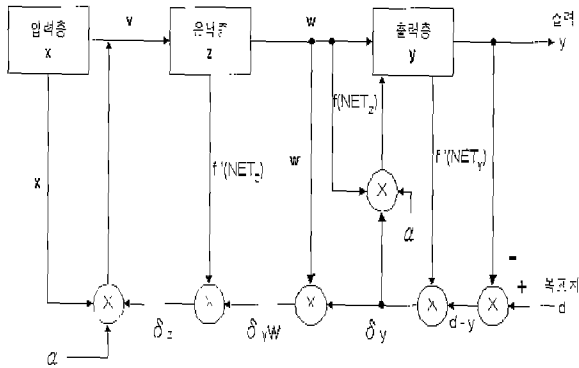 입력층
x
v
은닉층
z
w
출력층
y
출력
y
f(NET_z)
x
f'(NET_z)
w
X
α
f'(NET_y)
-
+
목표치
d
X
X
X
X
X
δ_z
δ_yW
δ_y
d-y
α